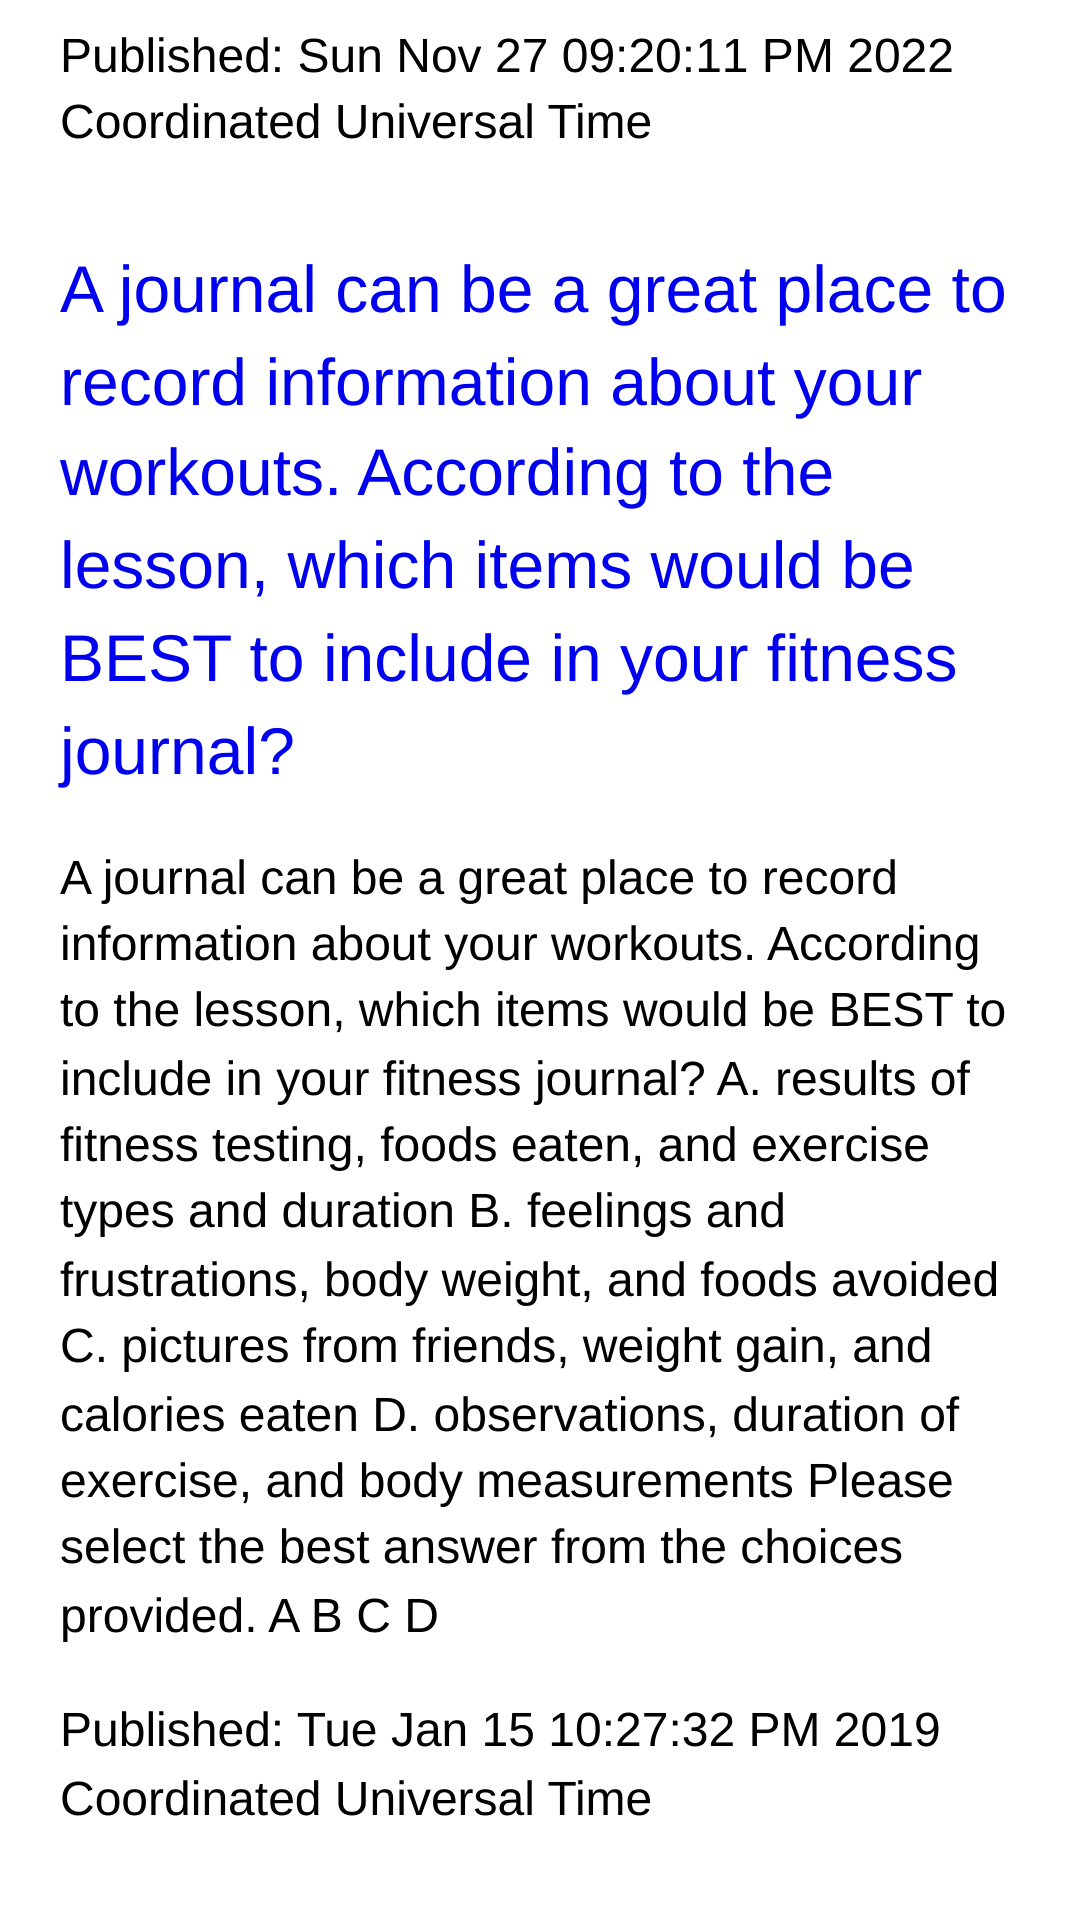 Published: Sun Nov 27 09:20:11 PM 2022
Coordinated Universal Time
A journal can be a great place to
record information about your
workouts. According to the
lesson, which items would be
BEST to include in your fitness
journal?
A journal can be a great place to record
information about your workouts. According
to the lesson, which items would be BEST to
include in your fitness journal? A. results of
fitness testing, foods eaten, and exercise
types and duration B. feelings and
frustrations, body weight, and foods avoided
C. pictures from friends, weight gain, and
calories eaten D. observations, duration of
exercise, and body measurements Please
select the best answer from the choices
provided. A B C D
Published: Tue Jan 15 10:27:32 PM 2019
Coordinated Universal Time